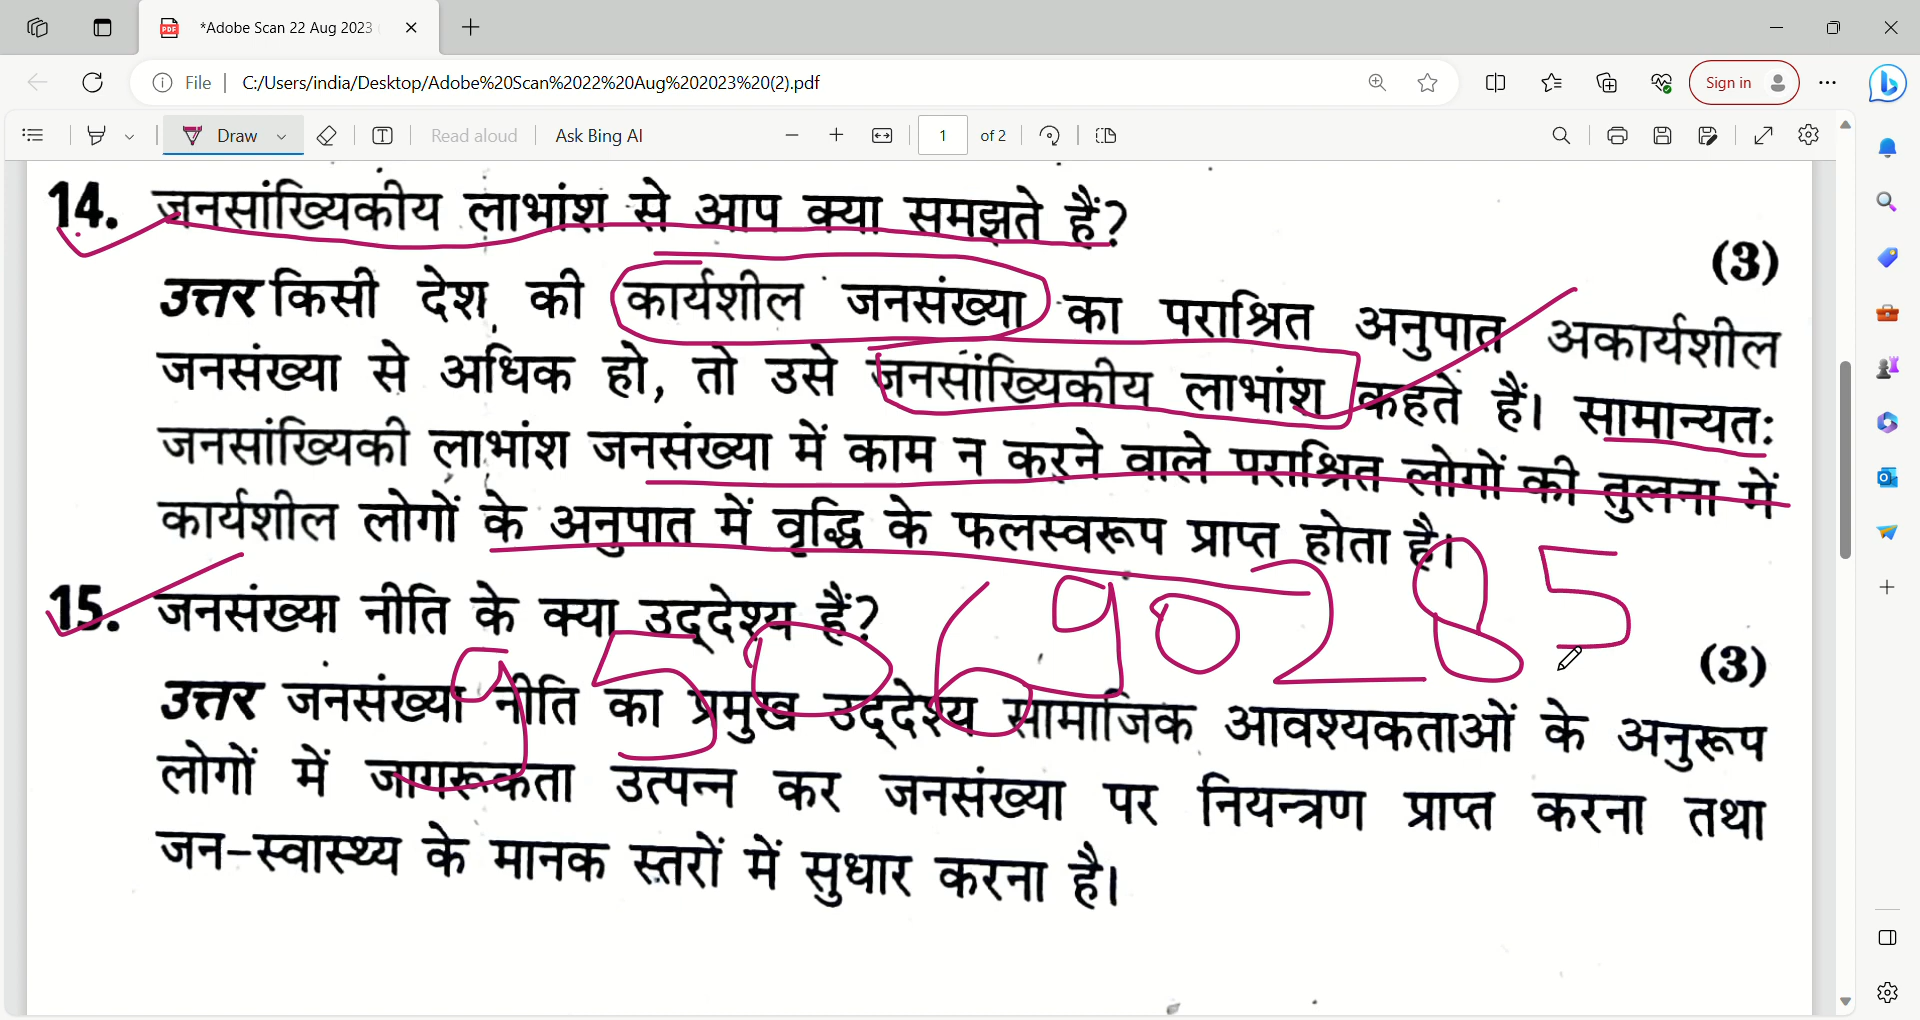 *Adobe Scan 22 Aug 2023
File C:/Users/india/Desktop/Adobe%20Scan%2022%20Aug%202023%20(2).pdf Sign in
Draw Read aloud Ask Bing AI 1 of 2
14. जनसांख्यिकीय लाभांश से आप क्या समझते हैं?
(3)
उत्तर किसी देश की कार्यशील जनसंख्या का पराश्रित अनुपात अकार्यशील
जनसंख्या से अधिक हो, तो उसे जनसांख्यिकीय लाभांश कहते हैं। सामान्यतः
जनसांख्यिकी लाभांश जनसंख्या में काम न करने वाले पराश्रित लोगों की तुलना में
कार्यशील लोगों के अनुपात में वृद्धि के फलस्वरूप प्राप्त होता है।
15. जनसंख्या नीति के क्या उद्देश्य हैं?
950690285
(3)
उत्तर जनसंख्या नीति का प्रमुख उद्देश्य सामाजिक आवश्यकताओं के अनुरूप
लोगों में जागरूकता उत्पन्न कर जनसंख्या पर नियन्त्रण प्राप्त करना तथा
जन-स्वास्थ्य के मानक स्तरों में सुधार करना है।